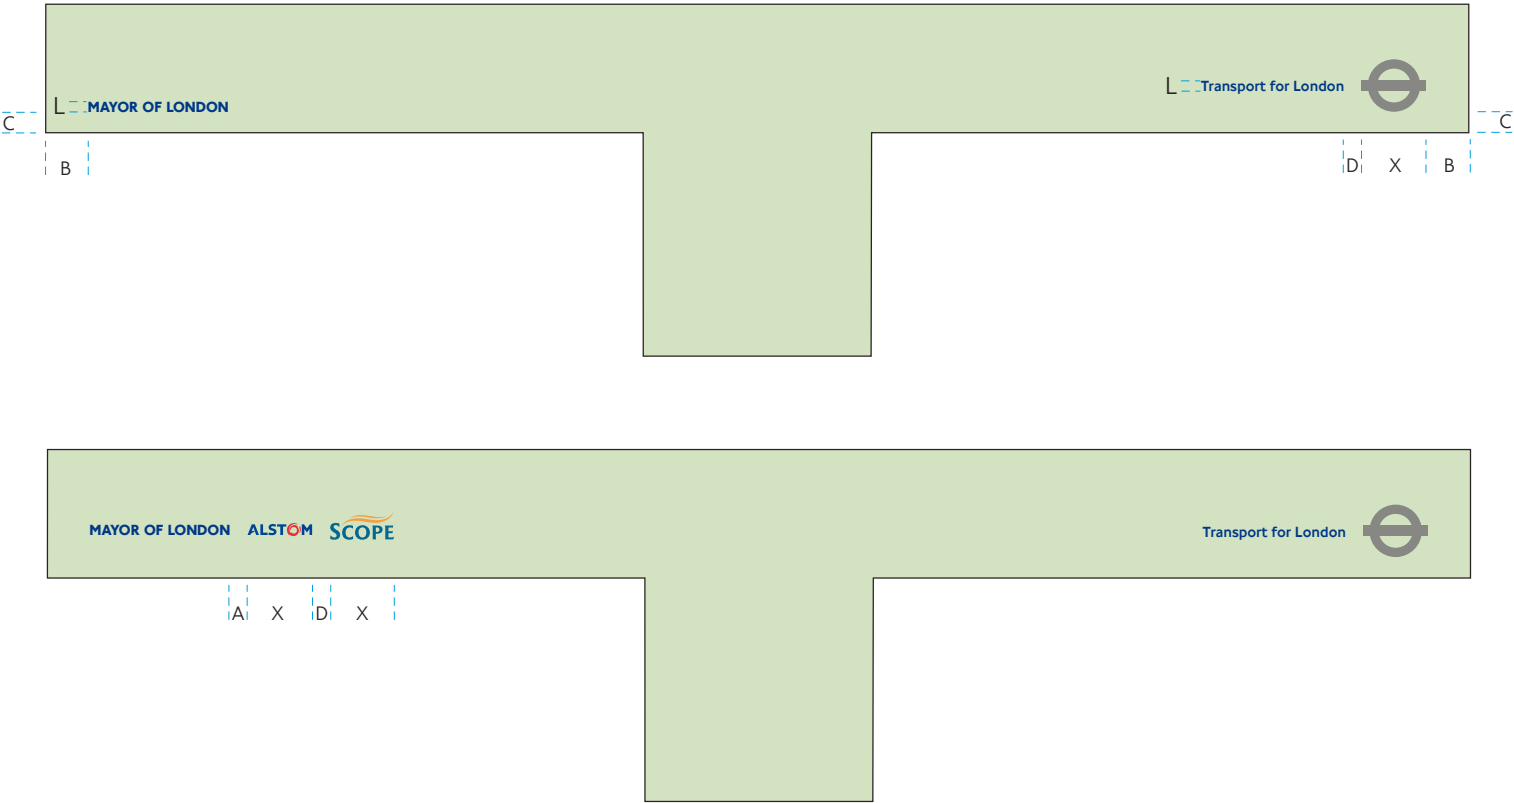 L Transport for London
L MAYOR OF LONDON
C C
B D X B
MAYOR OF LONDON ALSTOM SCOPE Transport for London
A X D X